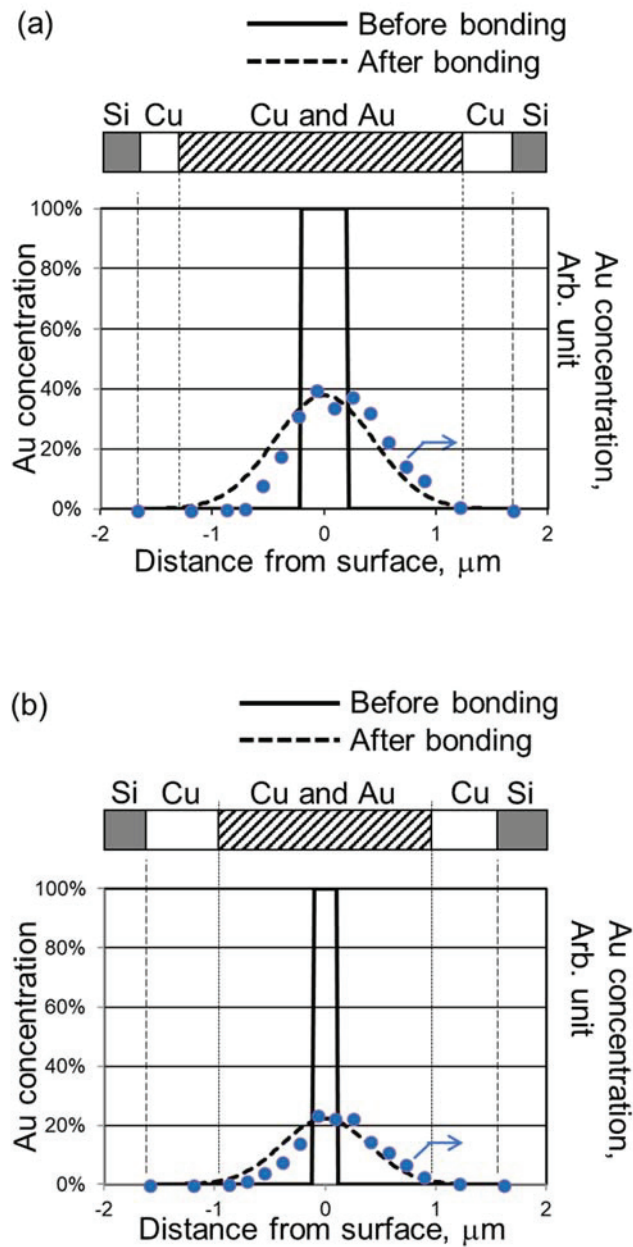 (a)
Before bonding
After bonding
Si Cu Cu and Au Cu Si
100%
80%
60%
40%
20%
0%
Au concentration
Au concentration,
Arb. unit
-2 -1 0 1 2
Distance from surface, μm
(b)
Before bonding
After bonding
Si Cu Cu and Au Cu Si
100%
80%
60%
40%
20%
0%
Au concentration
Au concentration,
Arb. unit
-2 -1 0 1 2
Distance from surface, μm